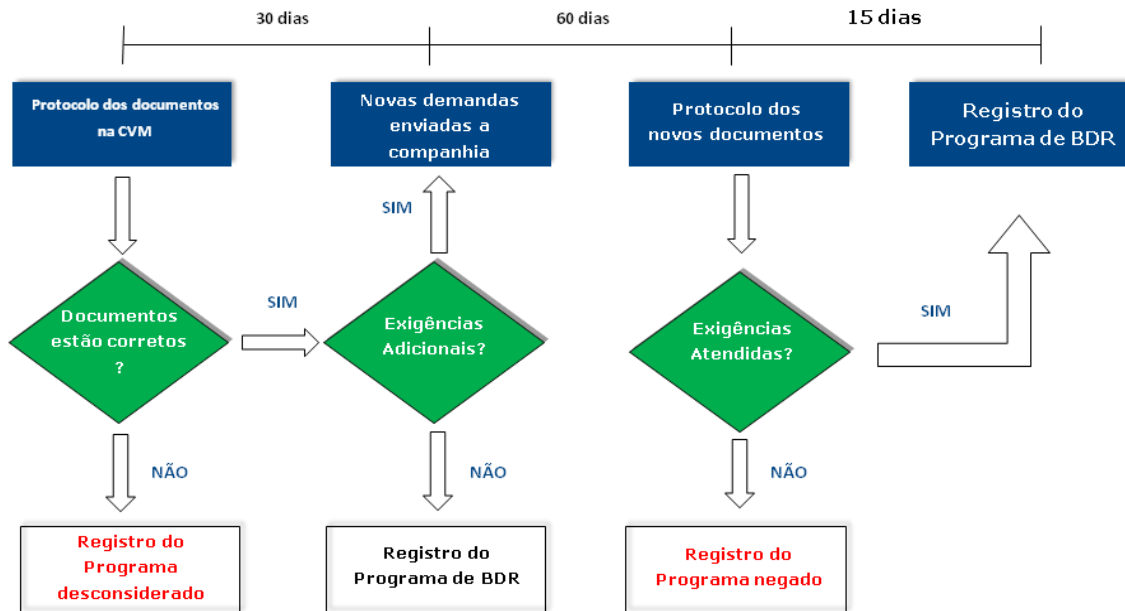 30 dias
60 dias
15 dias
Protocolo dos documentos
na CVM
Novas demandas
enviadas a
companhia
Protocolo dos
novos documentos
Registro do
Programa de BDR
SIM
Documentos
estão corretos
?
SIM
Exigências
Adicionais?
Exigências
Atendidas?
SIM
NÃO
NÃO
NÃO
Registro do
Programa
desconsiderado
Registro do
Programa de BDR
Registro do
Programa negado